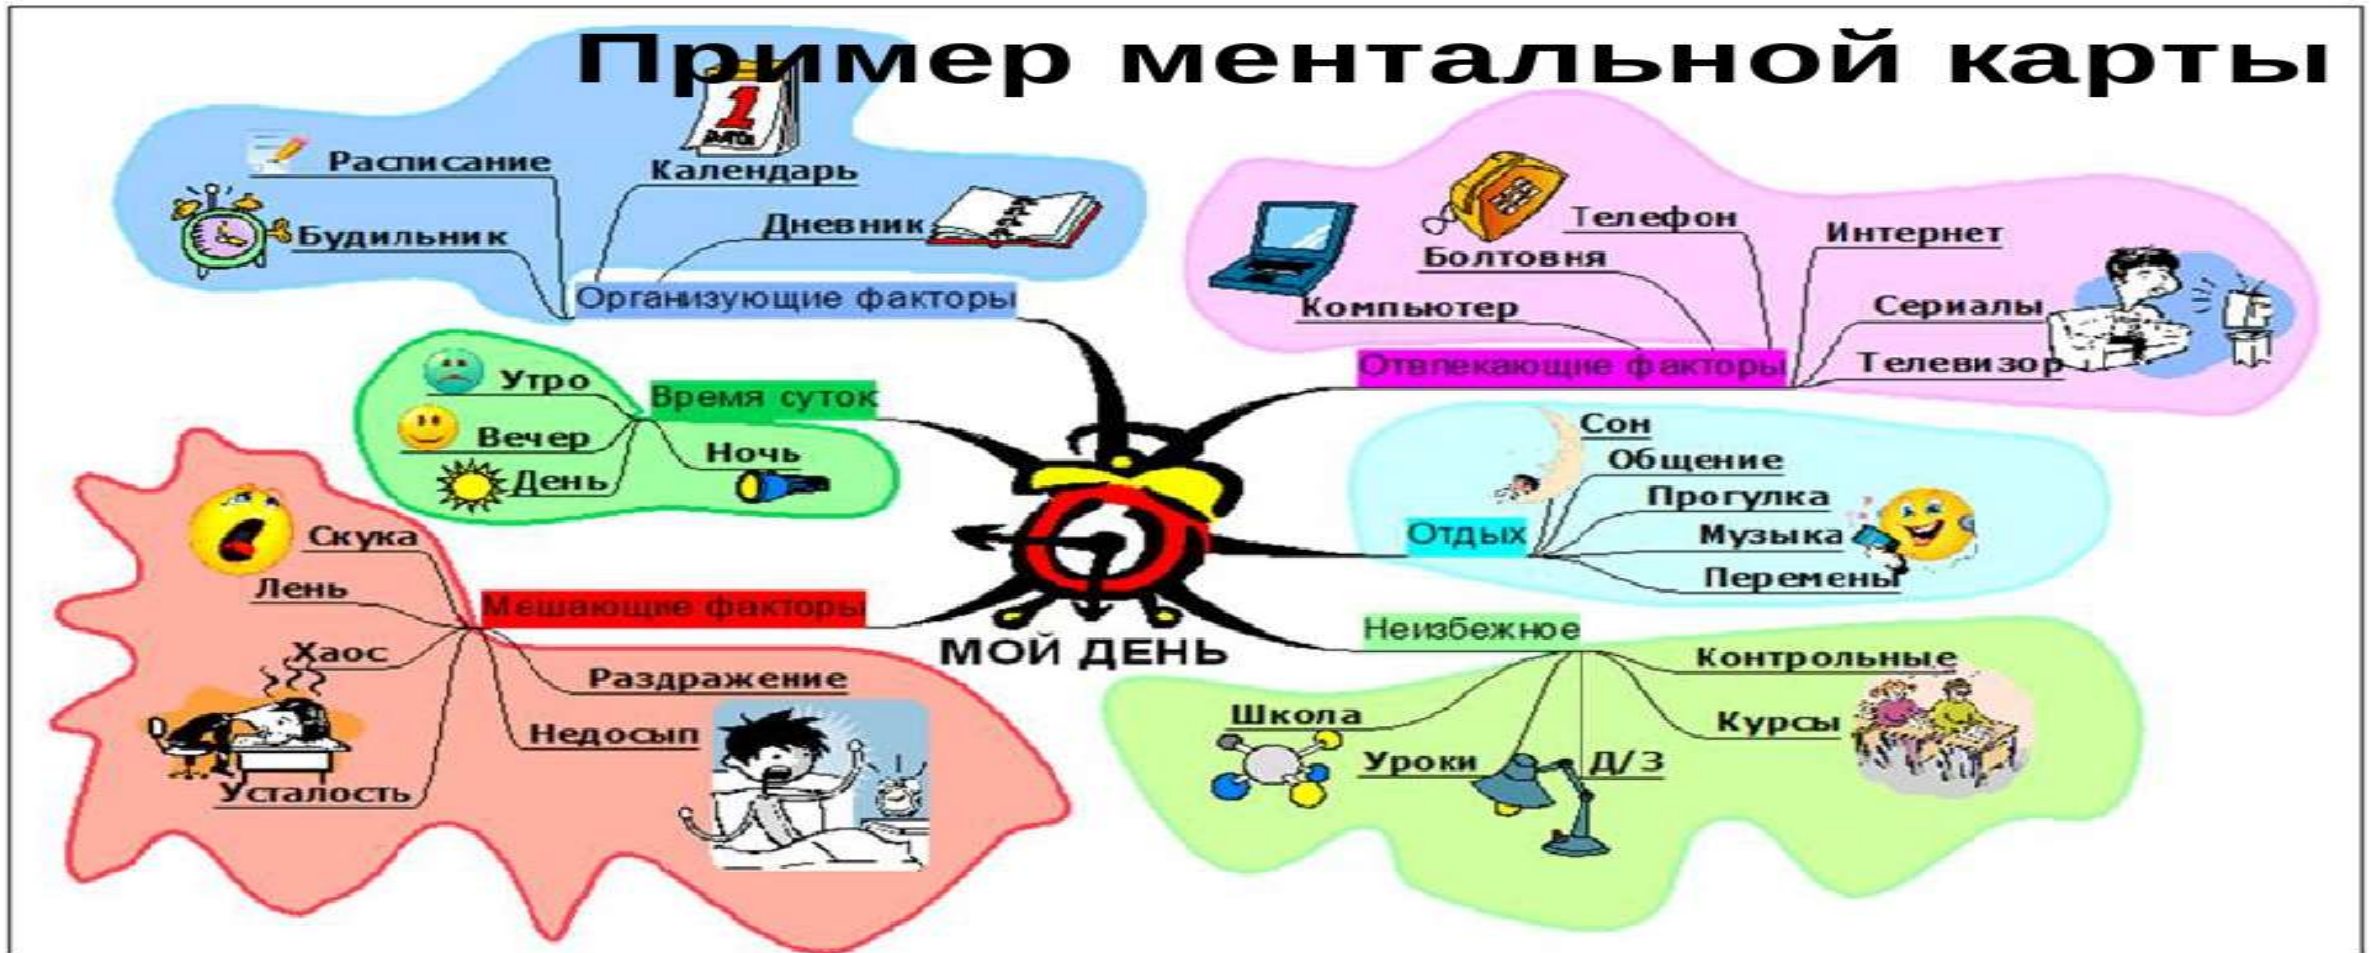 Пример ментальной карты
1
Расписание
Календарь
Будильник
Дневник
Организующие факторы
Телефон
Интернет
Болтовня
Компьютер
Сериалы
Телевизор
Отвлекающие факторы
Утро
Время суток
Вечер
Ночь
День
Сон
Общение
Прогулка
Отдых
Музыка
Перемены
Скука
Лень
Мешающие факторы
Хаос
Раздражение
Недосып
Усталость
МОЙ ДЕНЬ
Неизбежное
Контрольные
Школа
Курсы
Уроки
Д/З